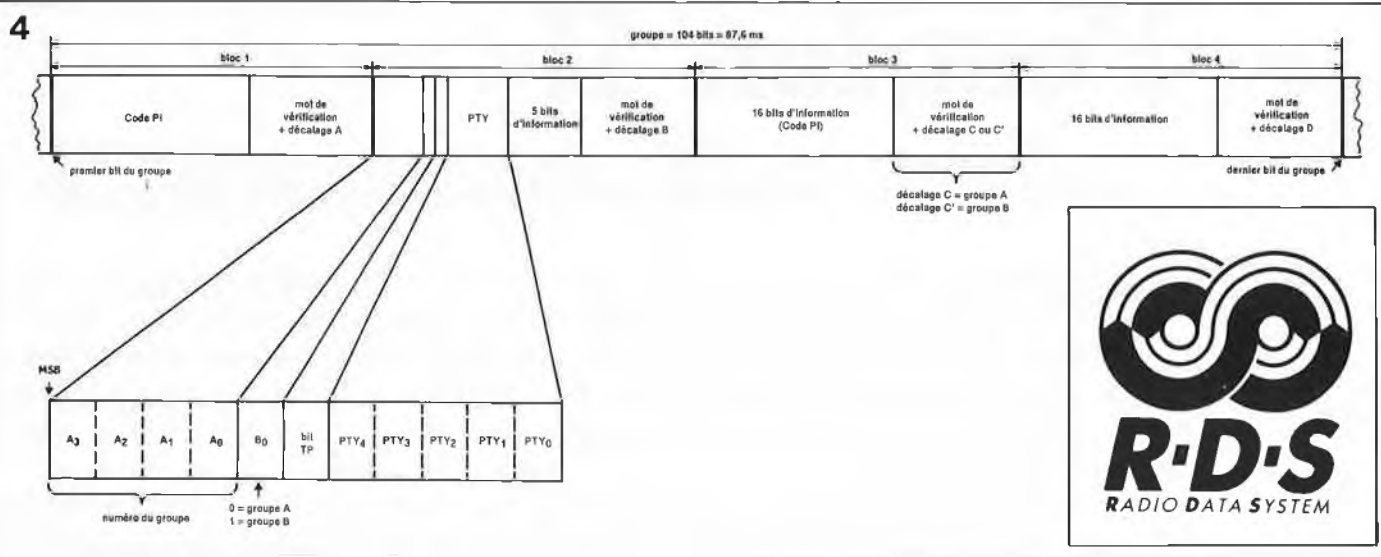 4
groupe = 104 bits = 87,6 ms
bloc 1
bloc 2
bloc 3
bloc 4
Code PI
mot de
vérification
+ décalage A
PTY
5 bits
d'information
mot de
vérification
+ décalage B
16 bits d'information
(Code PI)
mot de
vérification
+ décalage C ou C'
16 bits d'information
mot de
vérification
+ décalage D
premier bit du groupe
dernier bit du groupe
décalage C = groupe A
décalage C' = groupe B
MSB
A3
A2
A1
A0
B0
bit
TP
PTY4
PTY3
PTY2
PTY1
PTY0
numéro du groupe
0 = groupe A
1 = groupe B
R·D·S
RADIO DATA SYSTEM